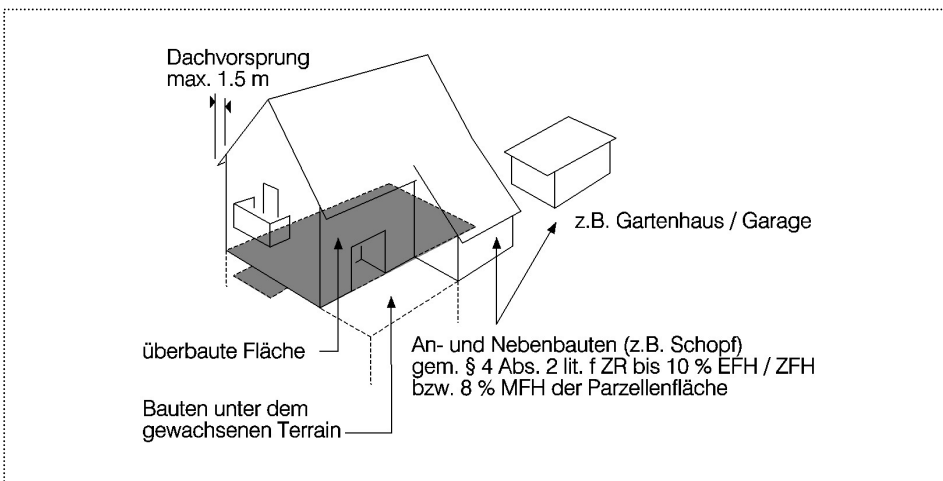 Dachvorsprung
max. 1.5 m
z.B. Gartenhaus / Garage
überbaute Fläche
An- und Nebenbauten (z.B. Schopf)
gem. § 4 Abs. 2 lit. f ZR bis 10 % EFH / ZFH
bzw. 8 % MFH der Parzellenfläche
Bauten unter dem
gewachsenen Terrain